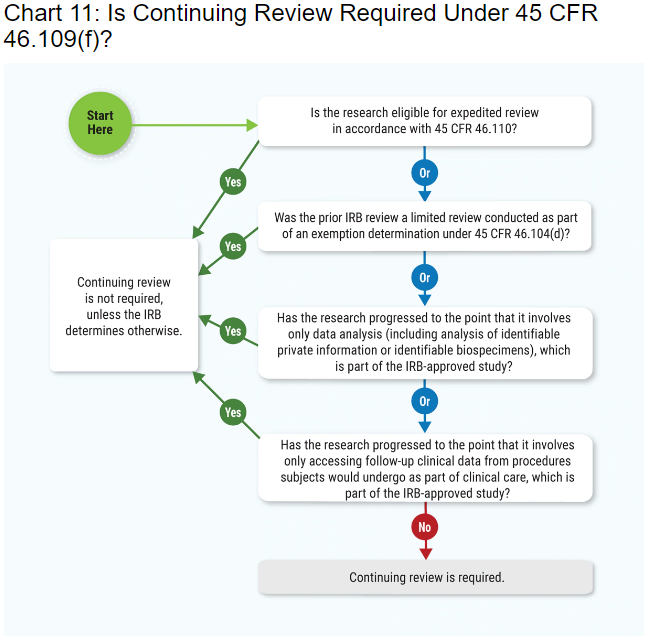 Chart 11: Is Continuing Review Required Under 45 CFR
46.109(f)?
Start
Here
Is the research eligible for expedited review
in accordance with 45 CFR 46.110?
Yes
Or
Was the prior IRB review a limited review conducted as part
of an exemption determination under 45 CFR 46.104(d)?
Yes
Or
Continuing review
is not required,
unless the IRB
determines otherwise.
Has the research progressed to the point that it involves
only data analysis (including analysis of identifiable
private information or identifiable biospecimens), which
is part of the IRB-approved study?
Yes
Or
Yes
Has the research progressed to the point that it involves
only accessing follow-up clinical data from procedures
subjects would undergo as part of clinical care, which is
part of the IRB-approved study?
No
Continuing review is required.